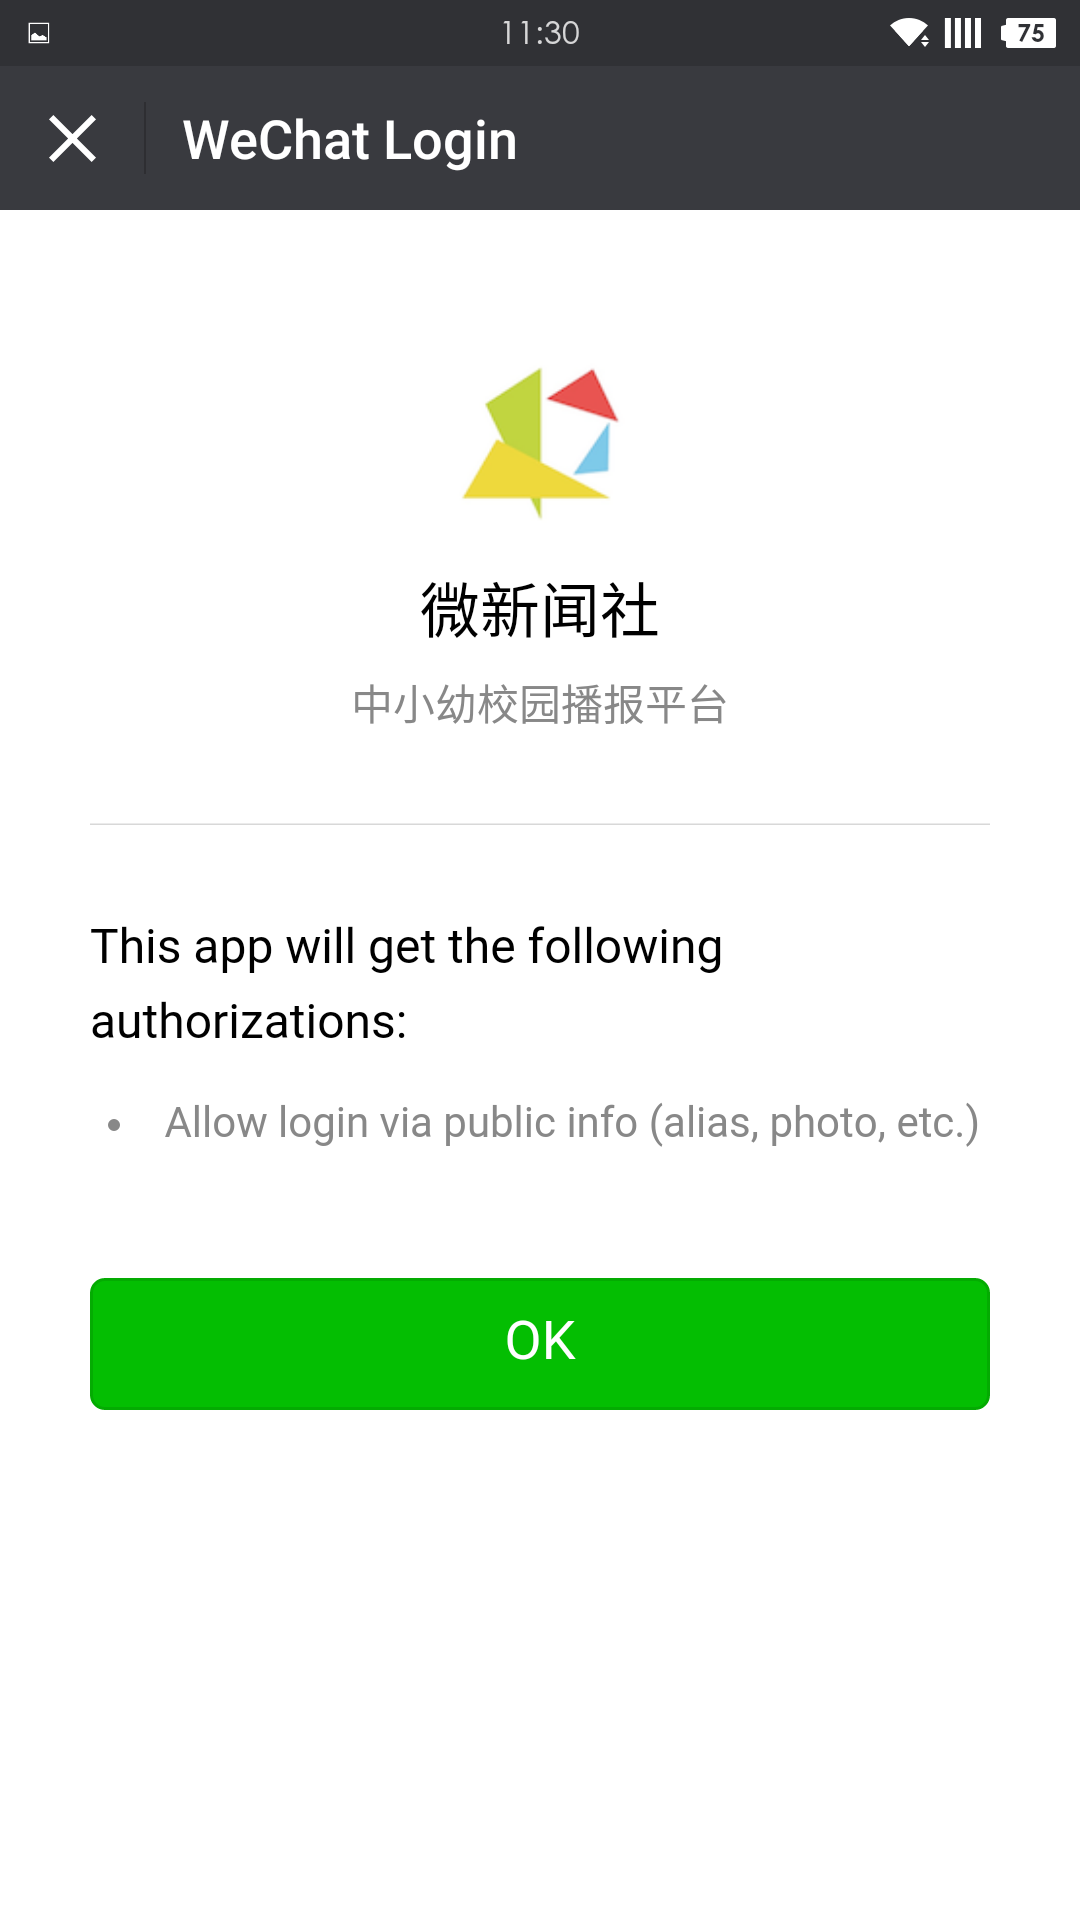 11:30
75
WeChat Login
微新闻社
中小幼校园播报平台
This app will get the following
authorizations:
• Allow login via public info (alias, photo, etc.)
OK